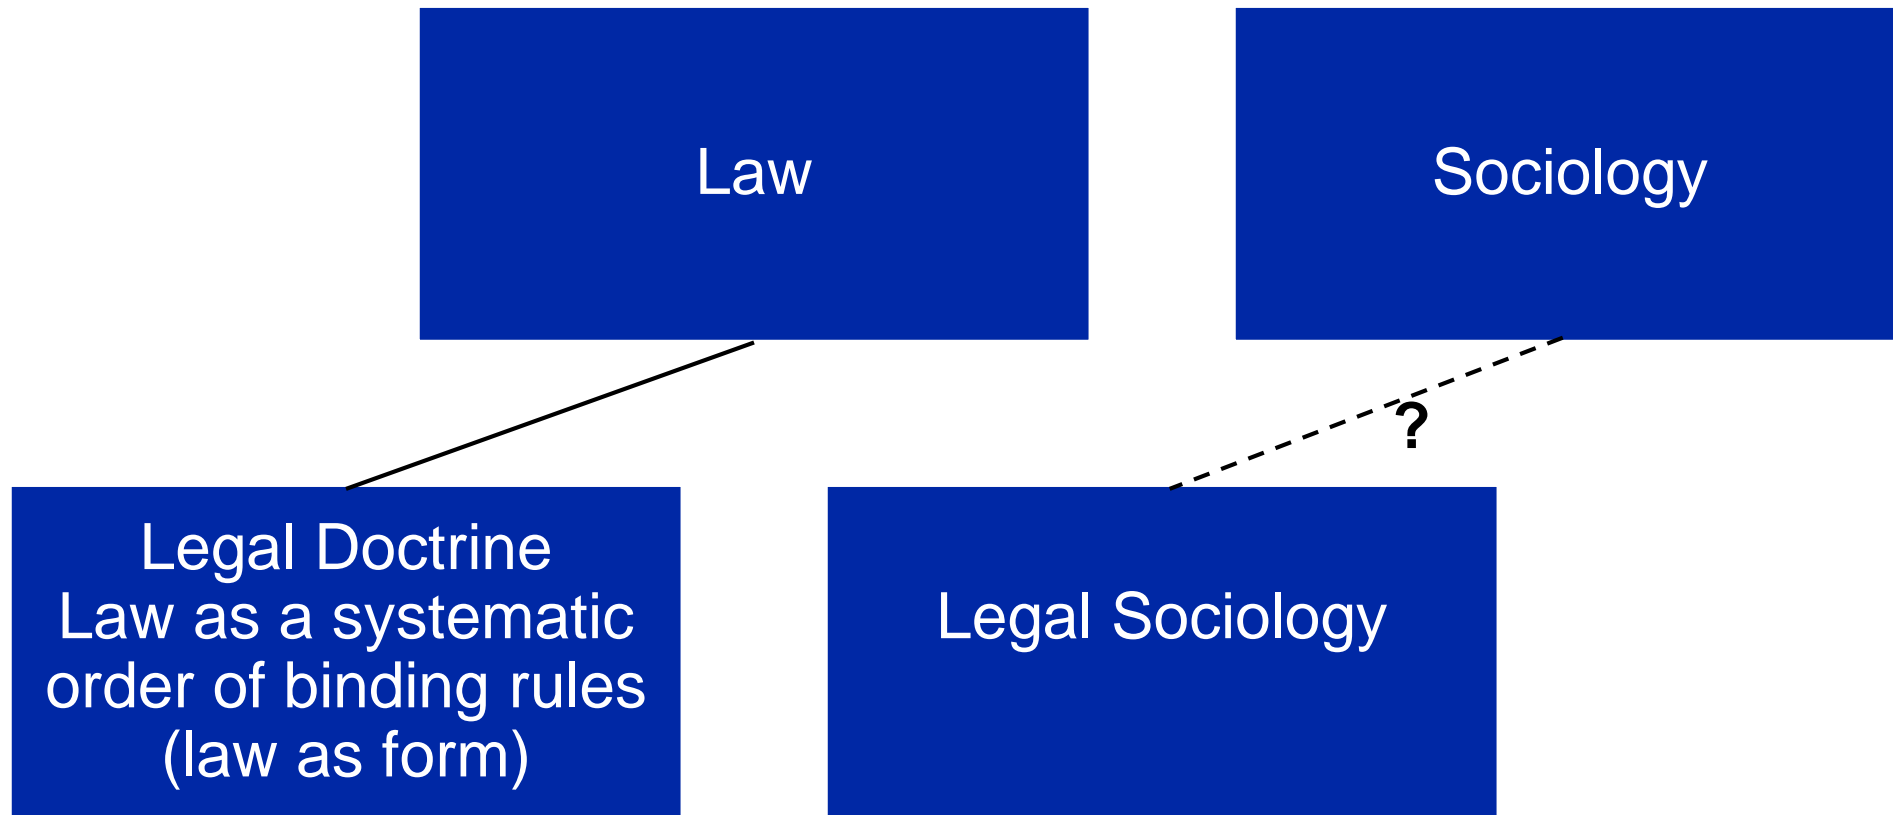 Law
Sociology
?
Legal Doctrine
Law as a systematic
order of binding rules
(law as form)
Legal Sociology